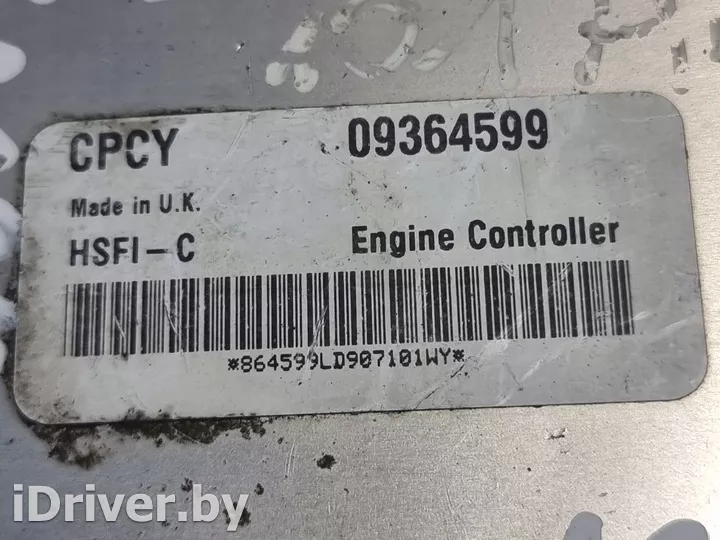 CPCY 09364599
Made in U.K.
HSFI-C Engine Controller
*864599LD907101WY*
iDriver.by